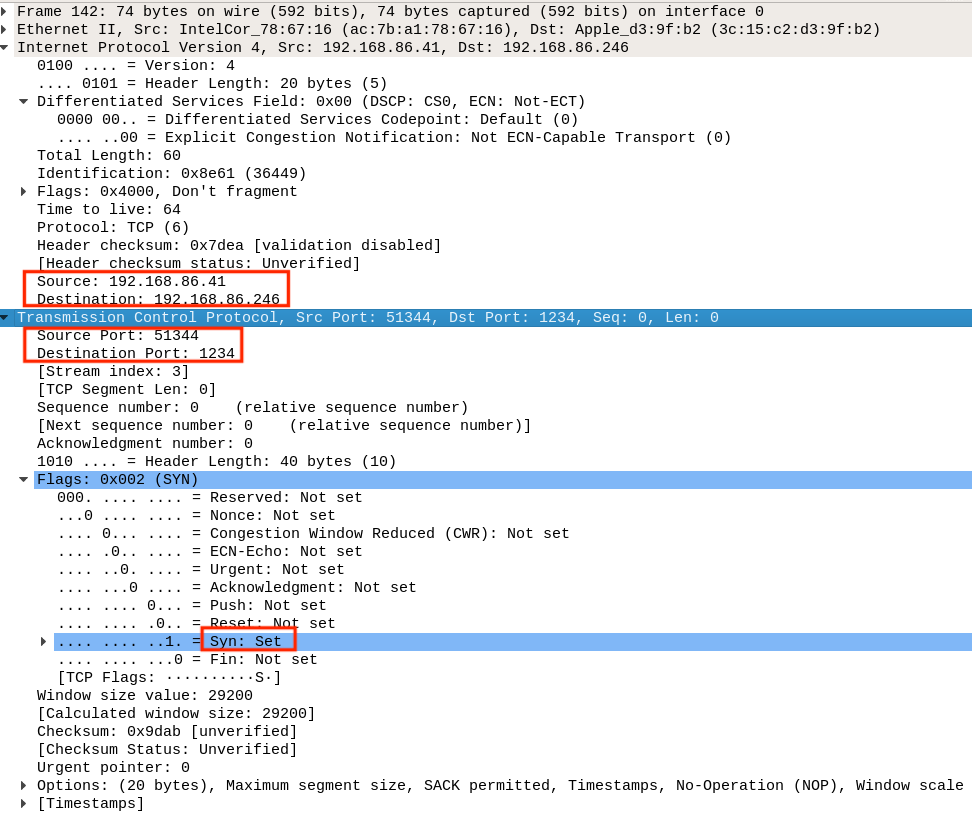 Frame 142: 74 bytes on wire (592 bits), 74 bytes captured (592 bits) on interface 0
Ethernet II, Src: IntelCor_78:67:16 (ac:7b:a1:78:67:16), Dst: Apple_d3:9f:b2 (3c:15:c2:d3:9f:b2)
Internet Protocol Version 4, Src: 192.168.86.41, Dst: 192.168.86.246
0100 .... = Version: 4
.... 0101 = Header Length: 20 bytes (5)
Differentiated Services Field: 0x00 (DSCP: CS0, ECN: Not-ECT)
0000 00.. = Differentiated Services Codepoint: Default (0)
.... ..00 = Explicit Congestion Notification: Not ECN-Capable Transport (0)
Total Length: 60
Identification: 0x8e61 (36449)
Flags: 0x4000, Don't fragment
Time to live: 64
Protocol: TCP (6)
Header checksum: 0x7dea [validation disabled]
[Header checksum status: Unverified]
Source: 192.168.86.41
Destination: 192.168.86.246
Transmission Control Protocol, Src Port: 51344, Dst Port: 1234, Seq: 0, Len: 0
Source Port: 51344
Destination Port: 1234
[Stream index: 3]
[TCP Segment Len: 0]
Sequence number: 0    (relative sequence number)
[Next sequence number: 0    (relative sequence number)]
Acknowledgment number: 0
1010 .... = Header Length: 40 bytes (10)
Flags: 0x002 (SYN)
000. .... .... = Reserved: Not set
...0 .... .... = Nonce: Not set
.... 0... .... = Congestion Window Reduced (CWR): Not set
.... .0.. .... = ECN-Echo: Not set
.... ..0. .... = Urgent: Not set
.... ...0 .... = Acknowledgment: Not set
.... .... 0... = Push: Not set
.... .... .0.. = Reset: Not set
.... .... ..1. = Syn: Set
.... .... ...0 = Fin: Not set
[TCP Flags: ··········S·]
Window size value: 29200
[Calculated window size: 29200]
Checksum: 0x9dab [unverified]
[Checksum Status: Unverified]
Urgent pointer: 0
Options: (20 bytes), Maximum segment size, SACK permitted, Timestamps, No-Operation (NOP), Window scale
[Timestamps]